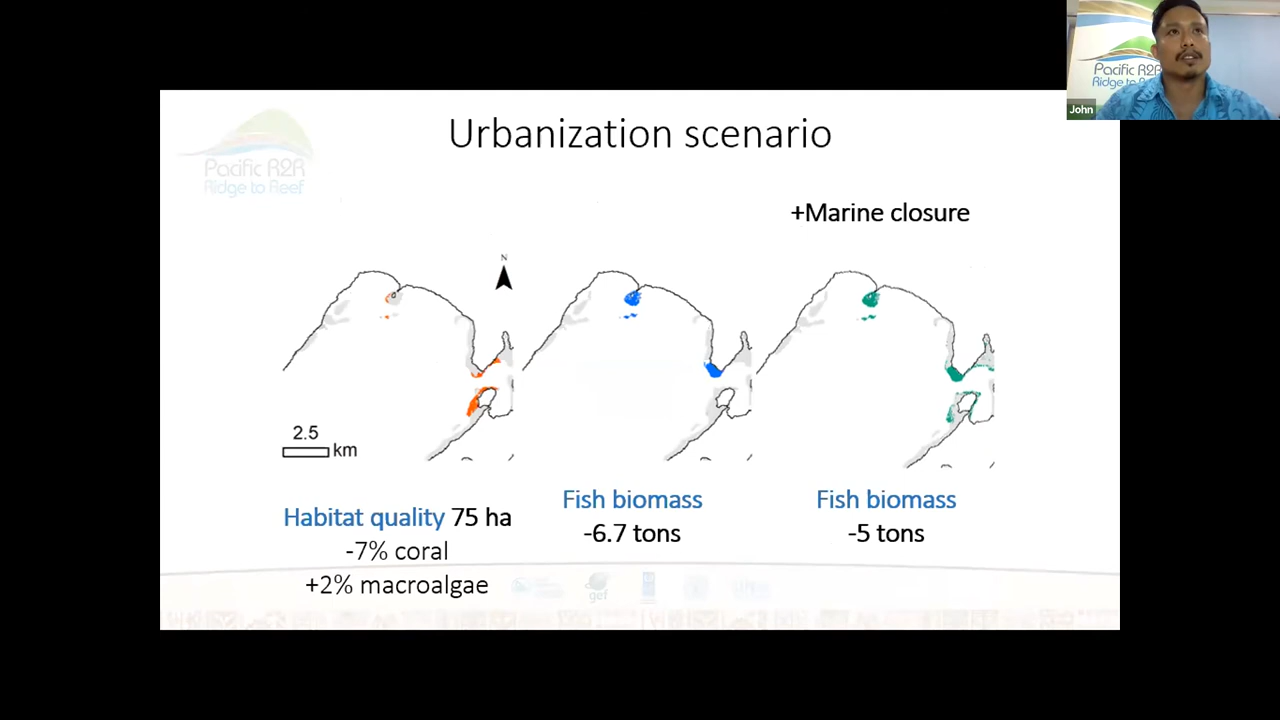 Pacific R2R
Ridge to
John
Pacific R2R
Ridge to Reef
Urbanization scenario
+Marine closure
N
2.5
km
Habitat quality 75 ha
-7% coral
+2% macroalgae
Fish biomass
-6.7 tons
Fish biomass
-5 tons
gef